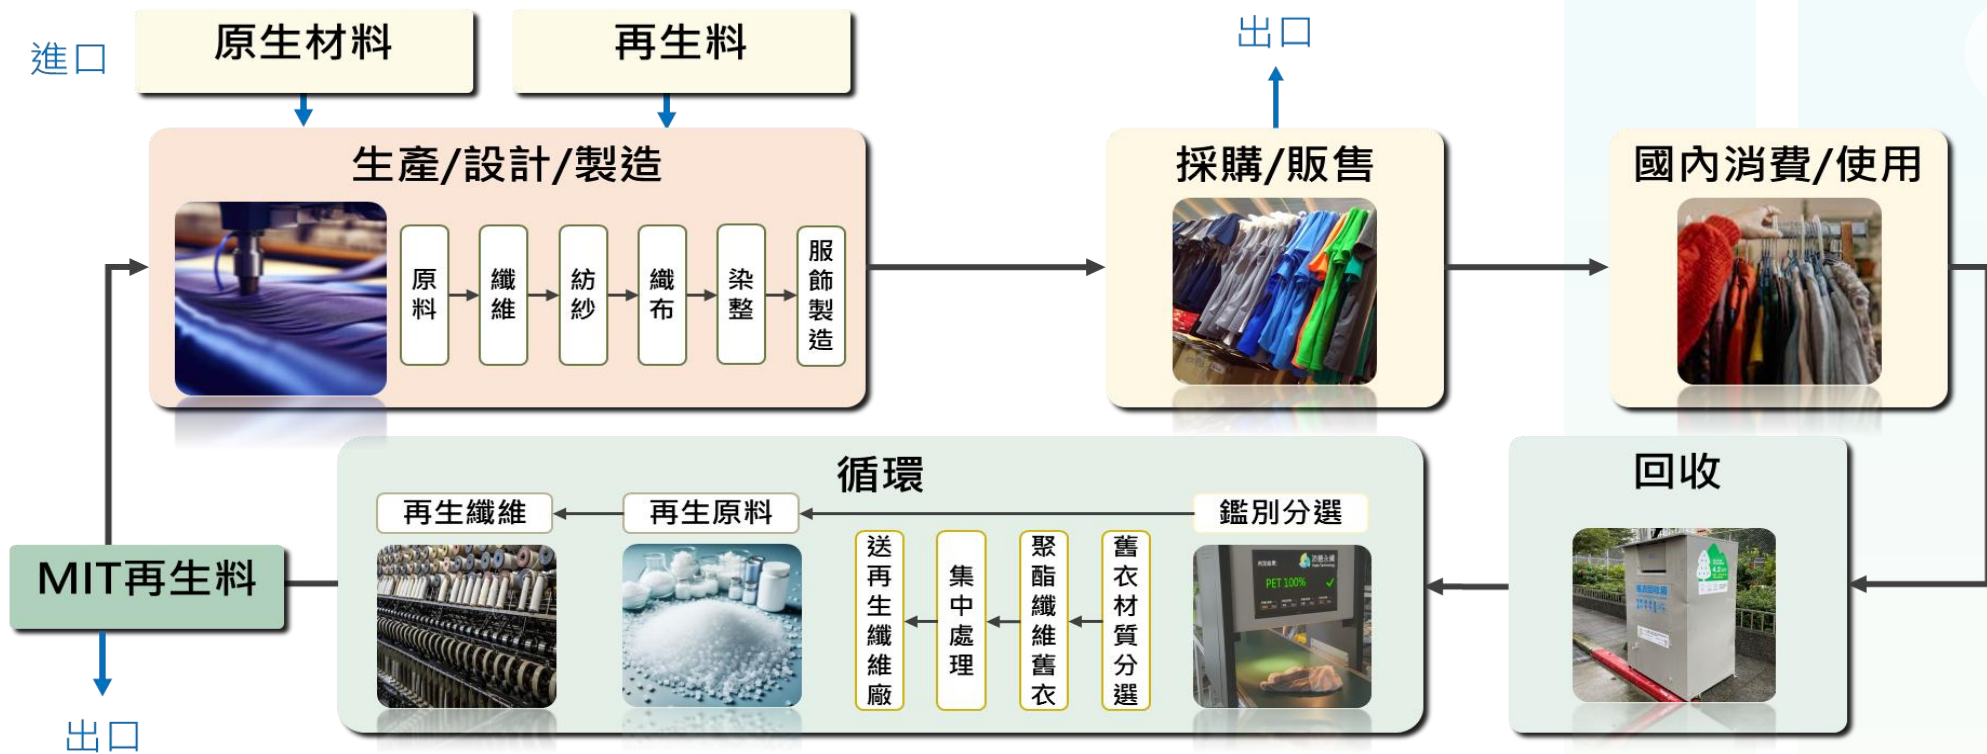 進口
原生材料
再生料
出口
生產/設計/製造
原料
纖維
紡紗
織布
染整
服飾製造
採購/販售
國內消費/使用
回收
循環
鑑別分選
再生原料
再生纖維
PET 100%
舊衣材質分選
聚酯纖維舊衣
集中處理
送再生纖維廠
MIT再生料
出口